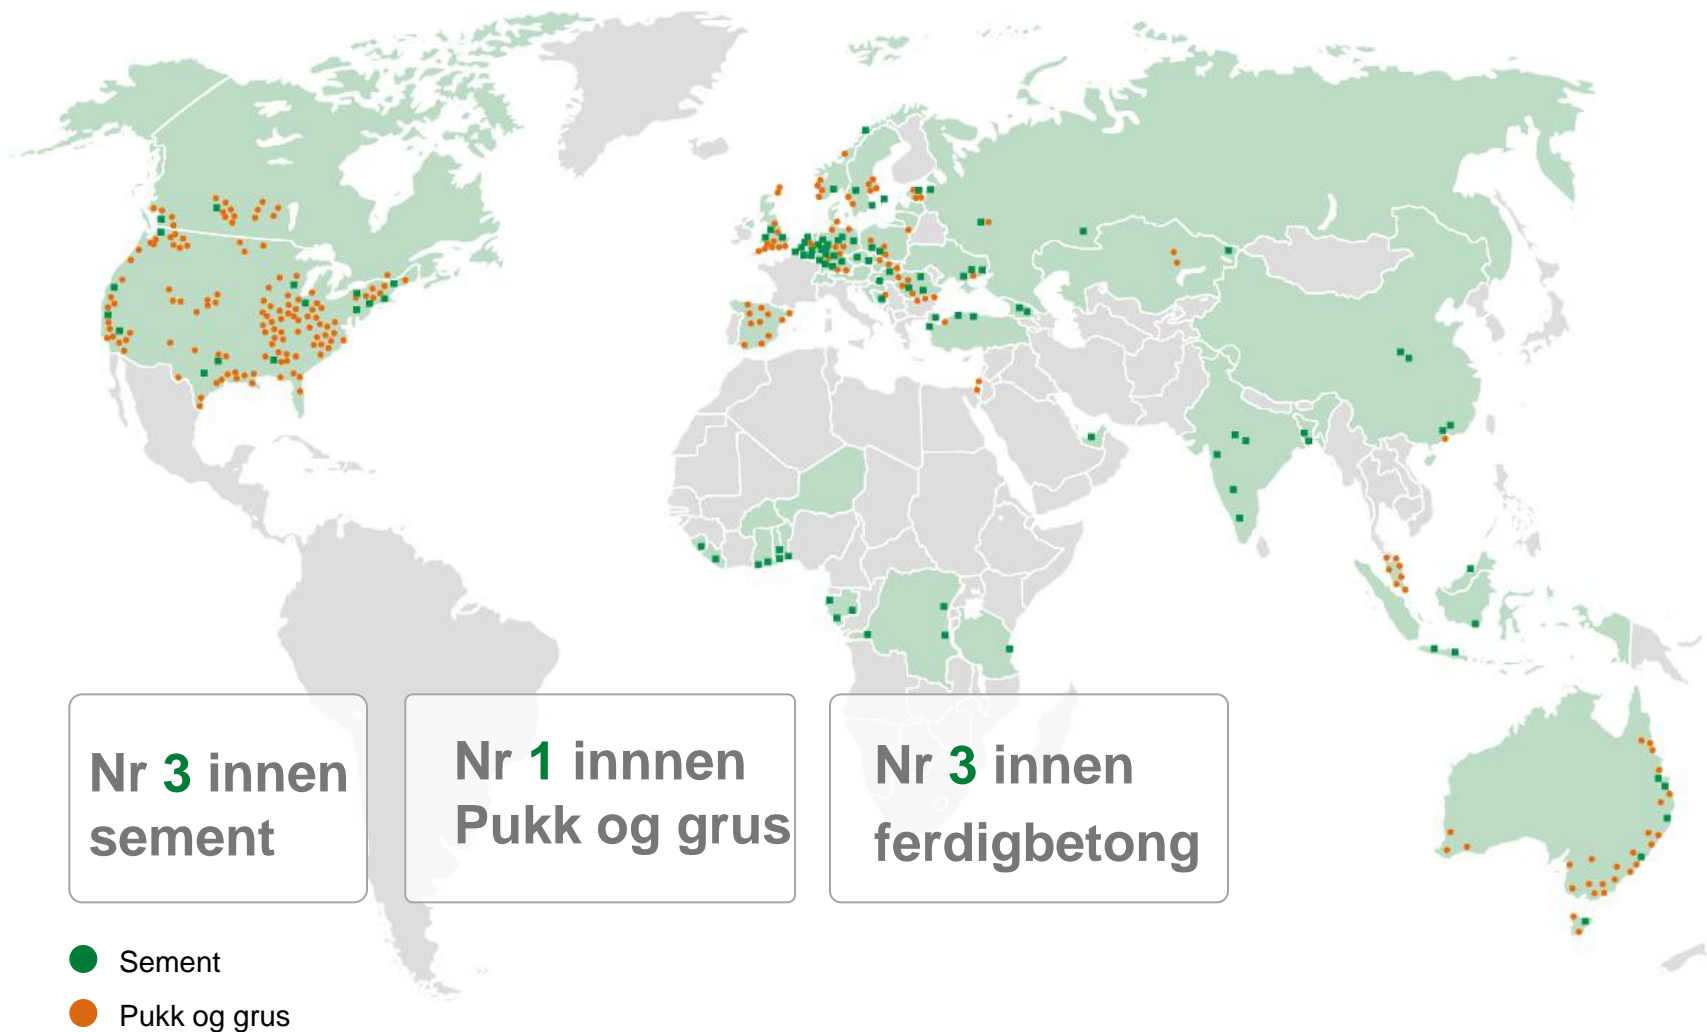 Nr 3 innen
sement
Nr 1 innnen
Pukk og grus
Nr 3 innen
ferdigbetong
Sement
Pukk og grus